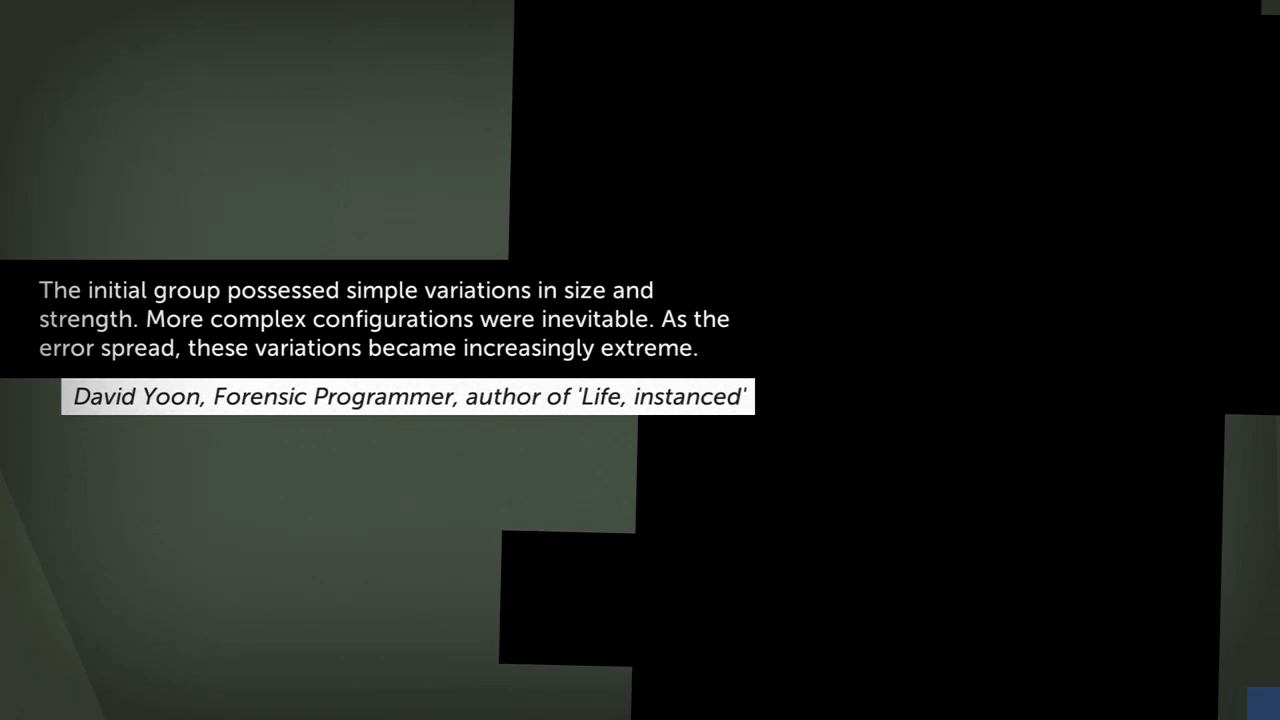 The initial group possessed simple variations in size and
strength. More complex configurations were inevitable. As the
error spread, these variations became increasingly extreme.
David Yoon, Forensic Programmer, author of 'Life, instanced'